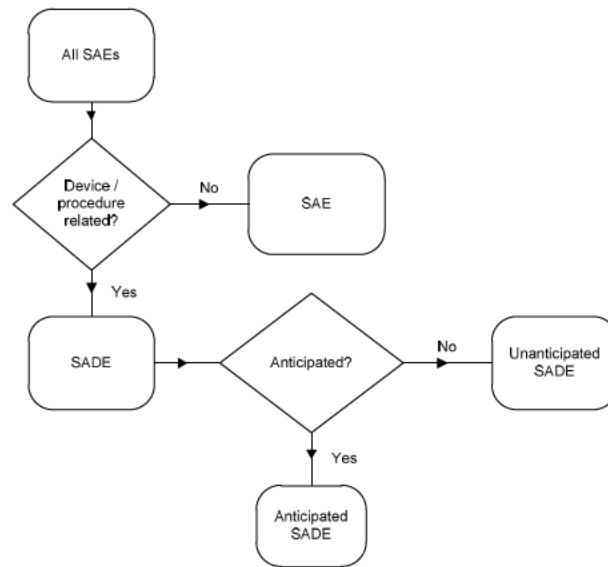 All SAEs
Device /
procedure
related?
No
SAE
Yes
SADE
Anticipated?
No
Unanticipated
SADE
Yes
Anticipated
SADE